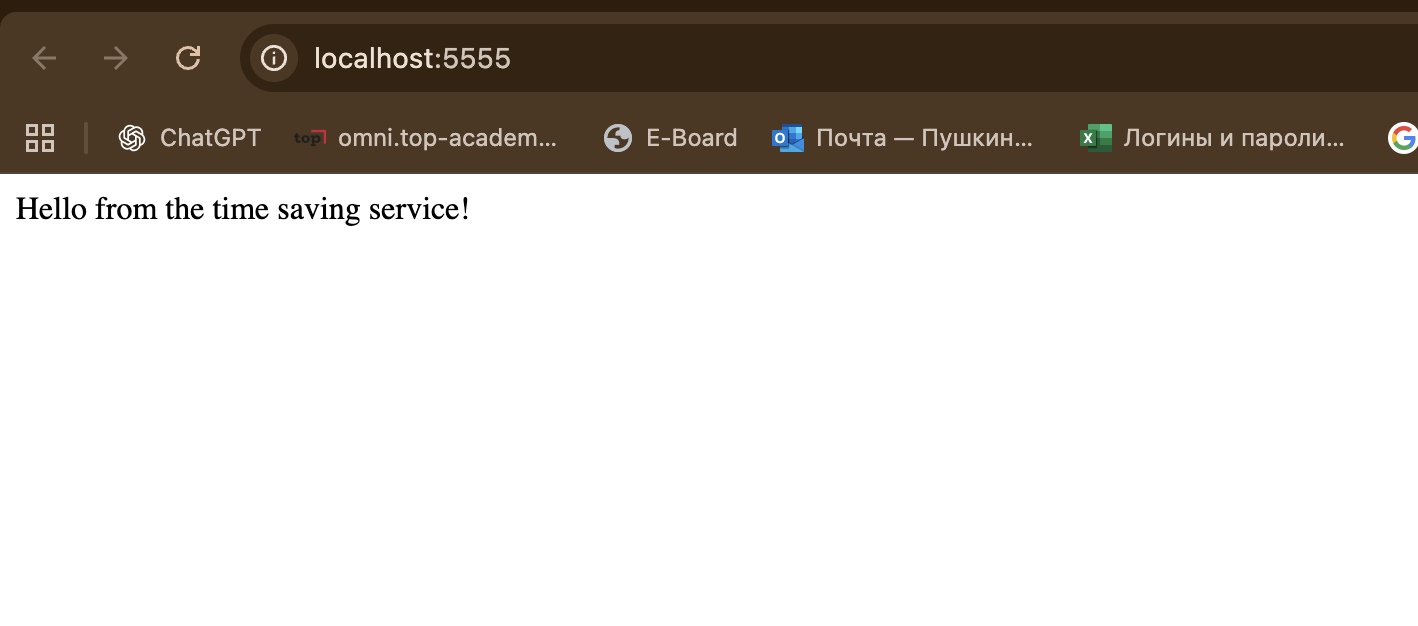 localhost:5555
ChatGPT top omni.top-academ... E-Board Почта — Пушкин... Логины и пароли...
Hello from the time saving service!